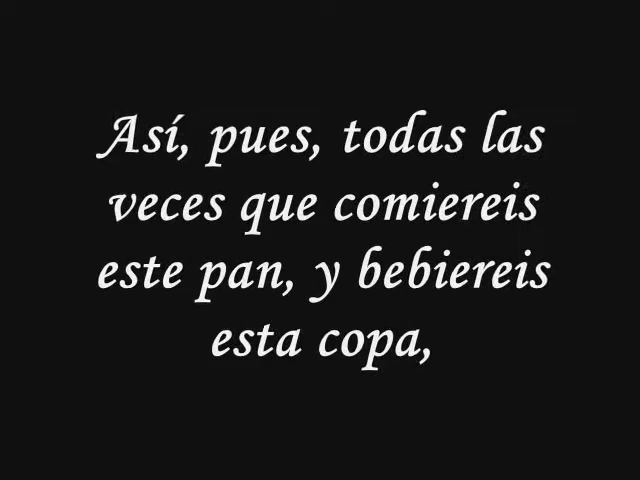 Así, pues, todas las
veces que comiereis
este pan, y bebiereis
esta copa,